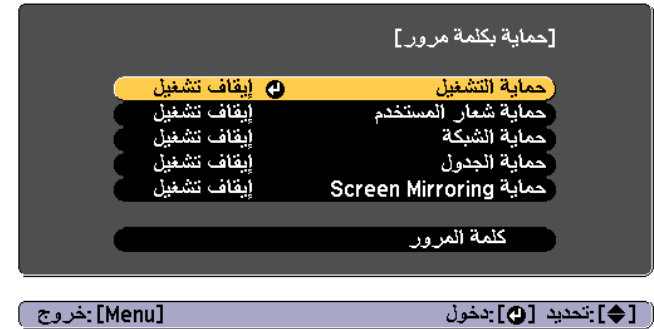 [حماية بكلمة مرور]
حماية التشغيل إيقاف تشغيل
حماية شعار المستخدم إيقاف تشغيل
حماية الشبكة إيقاف تشغيل
حماية الجدول إيقاف تشغيل
حماية Screen Mirroring إيقاف تشغيل
كلمة المرور
[◆]:تحديد [↵]:دخول [Menu]:خروج